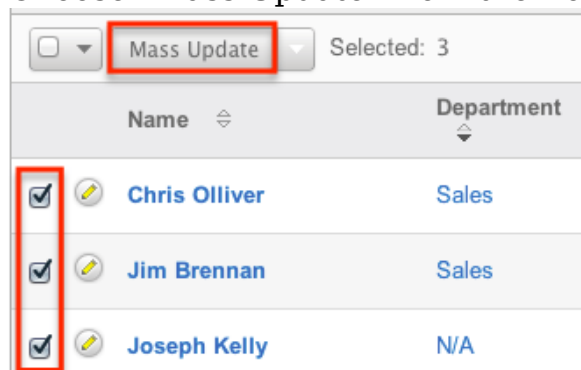 Mass Update Selected: 3
Name Department
Chris Olliver Sales
Jim Brennan Sales
Joseph Kelly N/A